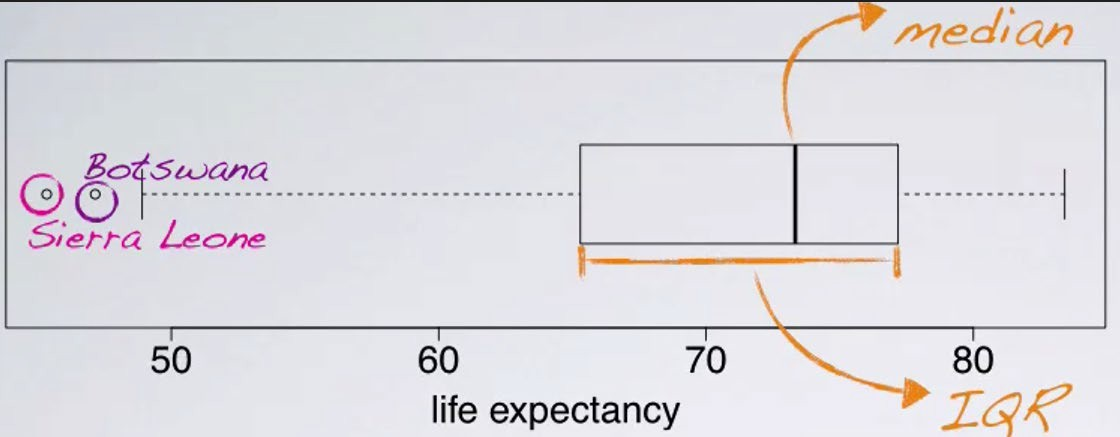 median
Botswana
Sierra Leone
50 60 70 80
life expectancy
IQR